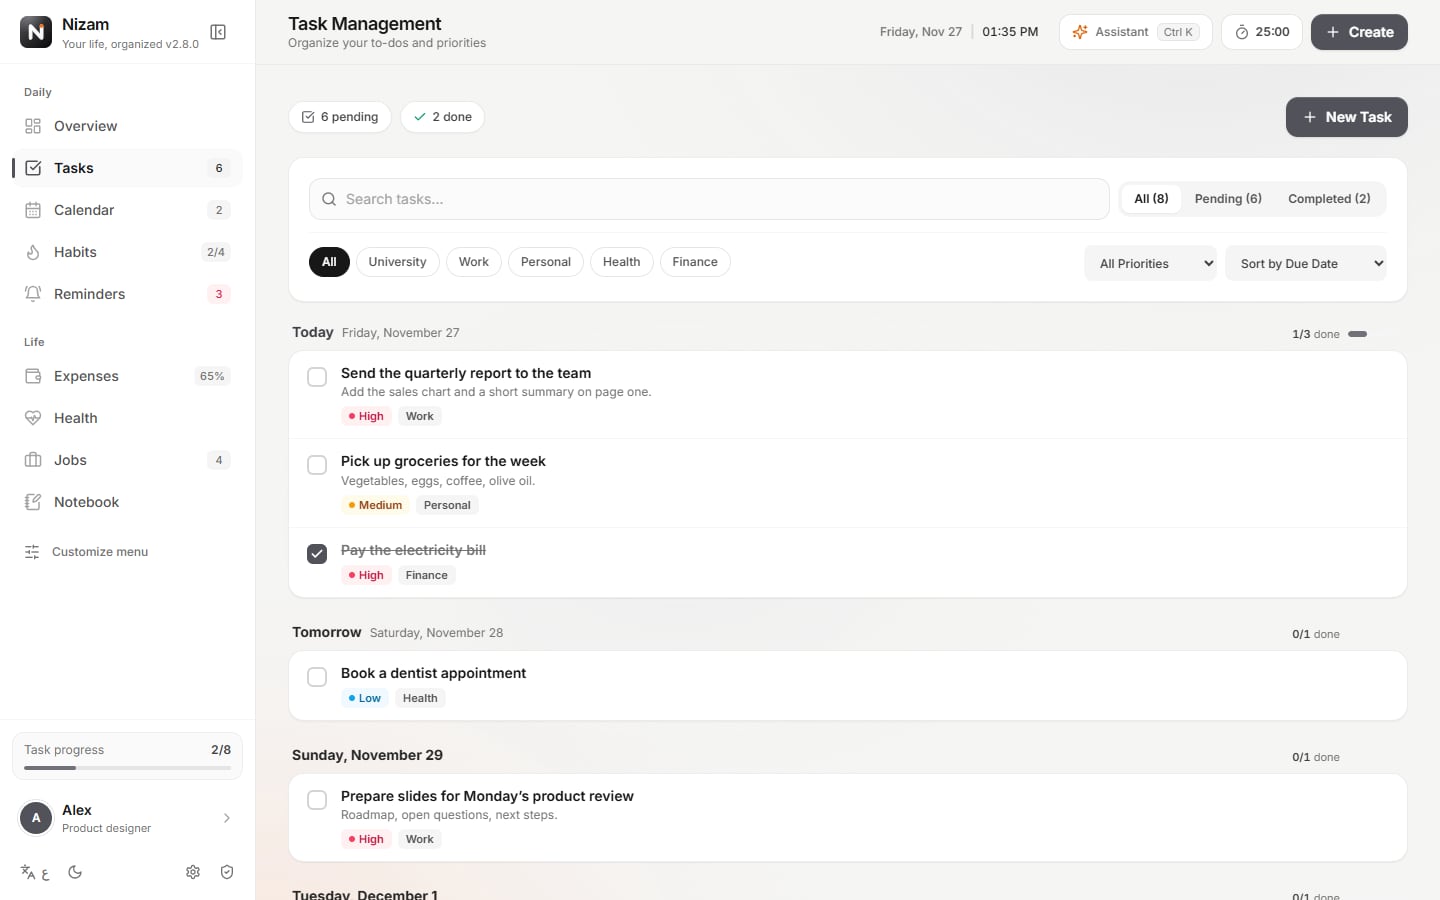 Nizam
Your life, organized v2.8.0
Daily
Overview
Tasks 6
Calendar 2
Habits 2/4
Reminders 3
Life
Expenses 65%
Health
Jobs 4
Notebook
Customize menu
Task progress 2/8
A
Alex
Product designer
ع
Task Management
Organize your to-dos and priorities
Friday, Nov 27 01:35 PM
Assistant Ctrl K
25:00
Create
6 pending
2 done
New Task
Search tasks...
All (8) Pending (6) Completed (2)
All University Work Personal Health Finance
All Priorities Sort by Due Date
Today Friday, November 27 1/3 done
Send the quarterly report to the team
Add the sales chart and a short summary on page one.
High Work
Pick up groceries for the week
Vegetables, eggs, coffee, olive oil.
Medium Personal
Pay the electricity bill
High Finance
Tomorrow Saturday, November 28 0/1 done
Book a dentist appointment
Low Health
Sunday, November 29 0/1 done
Prepare slides for Monday’s product review
Roadmap, open questions, next steps.
High Work
Tuesday, December 1 0/1 done